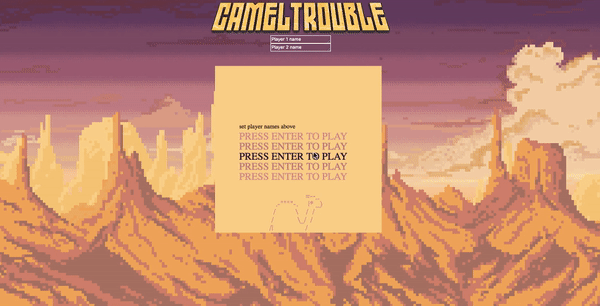 CAMELTROUBLE
Player 1 name
Player 2 name
set player names above
PRESS ENTER TO PLAY
PRESS ENTER TO PLAY
PRESS ENTER TO PLAY
PRESS ENTER TO PLAY
PRESS ENTER TO PLAY